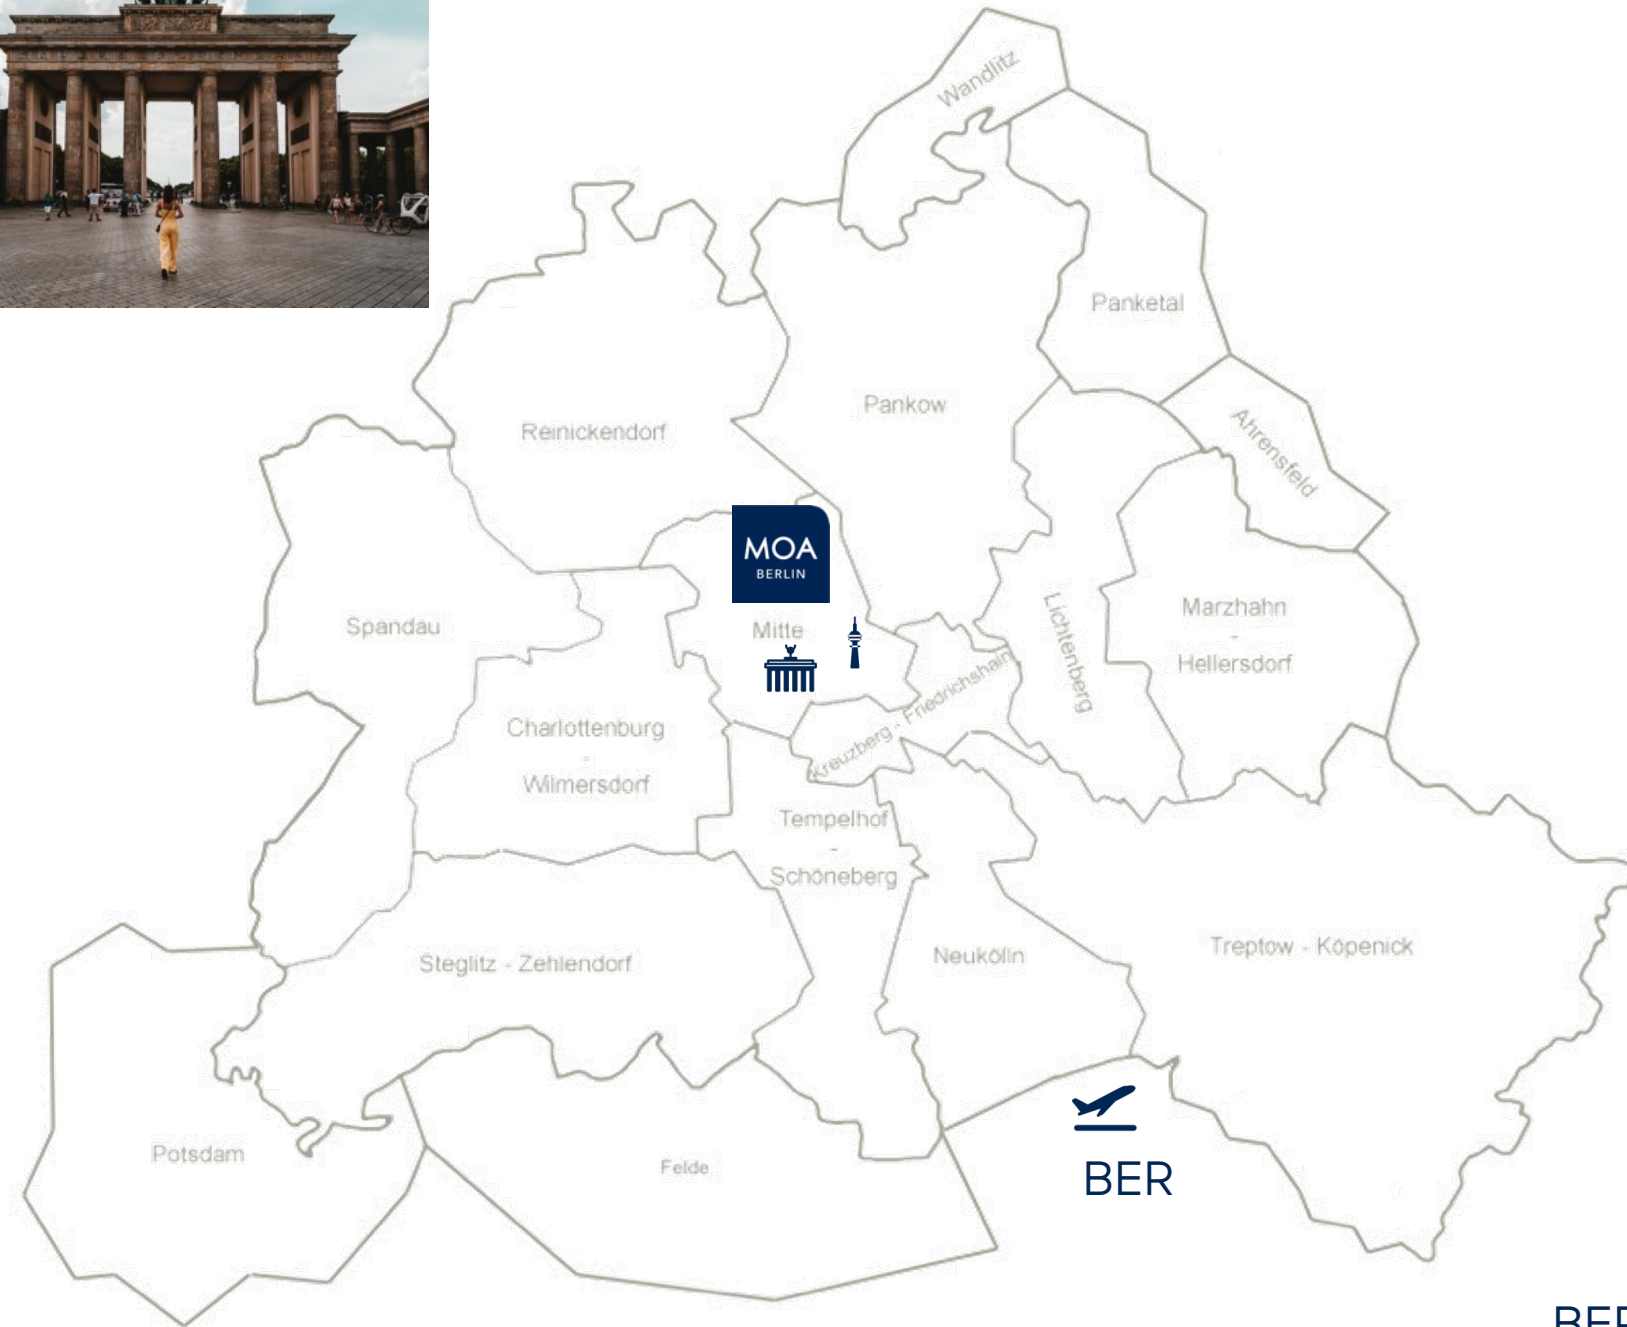 Wandlitz
Panketal
Pankow
Reinickendorf
Ahrensfeld
MOA
BERLIN
Marzhahn
-
Hellersdorf
Lichtenberg
Spandau
Mitte
Kreuzberg - Friedrichshain
Charlottenburg
-
Wilmersdorf
Tempelhof
-
Schöneberg
Steglitz - Zehlendorf
Neukölln
Treptow - Köpenick
Potsdam
Felde
BER